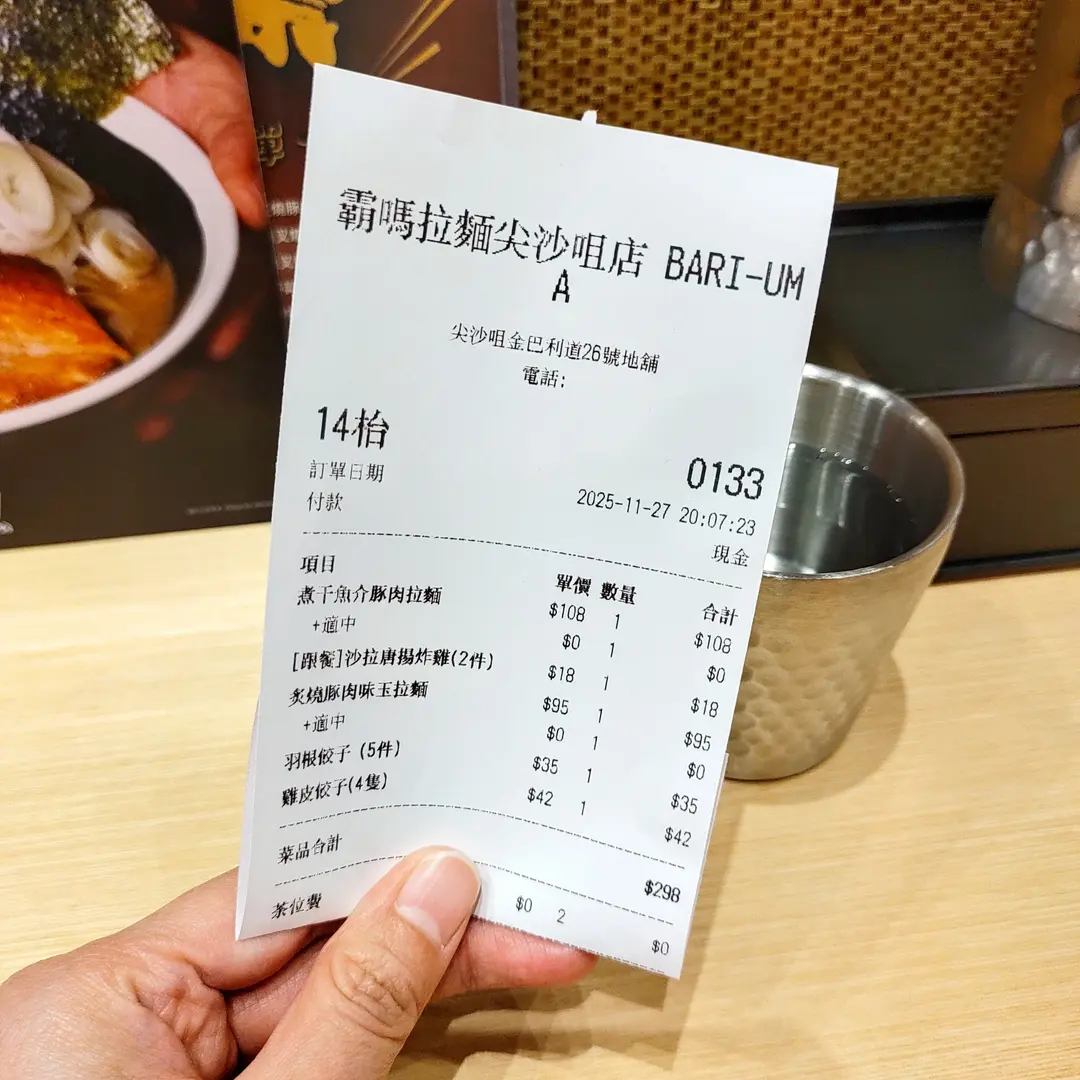 霸嗎拉麵尖沙咀店 BARI-UM
A
尖沙咀金巴利道26號地舖
電話:
14枱
0133
訂單日期 2025-11-27 20:07:23
付款 現金
項目 單價 數量 合計
煮干魚介豚肉拉麵 $108 1 $108
+適中 $0 1 $0
[跟餐]沙拉唐揚炸雞(2件) $18 1 $18
炙燒豚肉味玉拉麵 $95 1 $95
+適中 $0 1 $0
羽根餃子 (5件) $35 1 $35
雞皮餃子(4隻) $42 1 $42
菜品合計 $298
茶位費 $0 2 $0